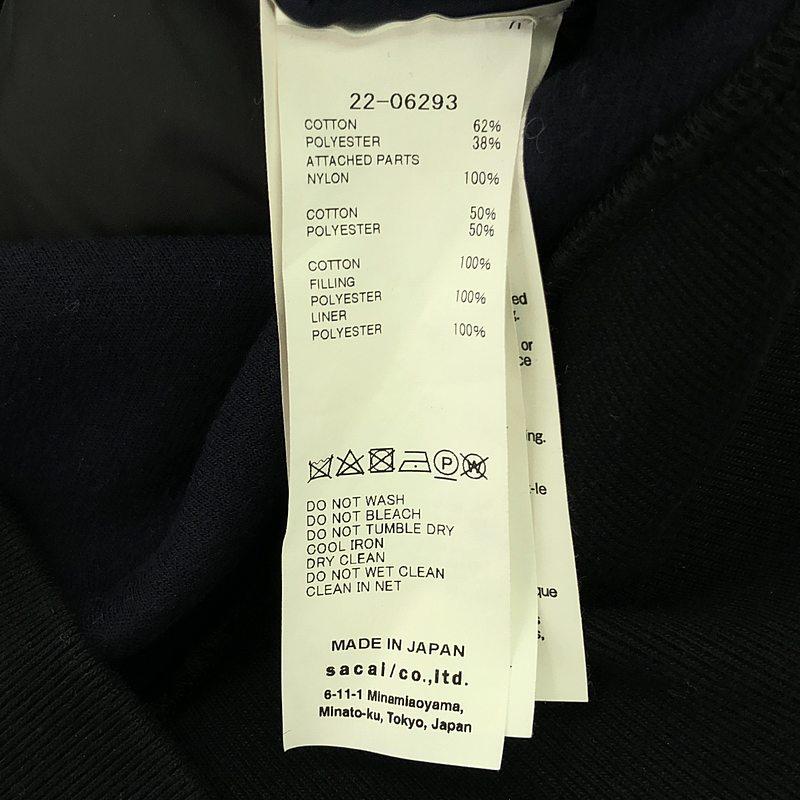 22-06293
COTTON 62%
POLYESTER 38%
ATTACHED PARTS
NYLON 100%
COTTON 50%
POLYESTER 50%
COTTON 100%
FILLING
POLYESTER 100%
LINER
POLYESTER 100%
P W
DO NOT WASH
DO NOT BLEACH
DO NOT TUMBLE DRY
COOL IRON
DRY CLEAN
DO NOT WET CLEAN
CLEAN IN NET
MADE IN JAPAN
sacai/co.,ltd.
6-11-1 Minamiaoyama,
Minato-ku, Tokyo, Japan
or